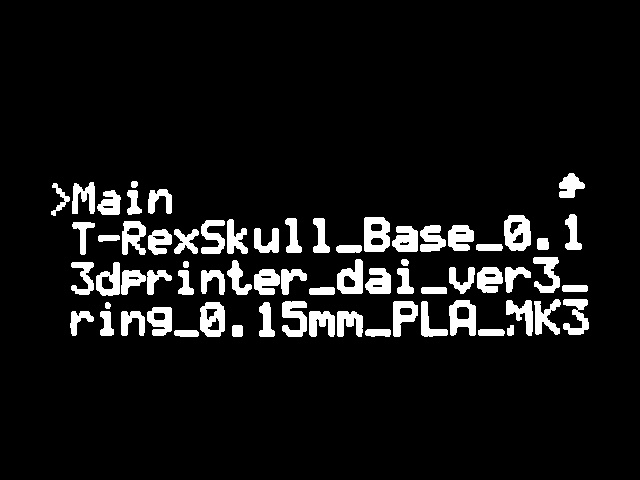 >Main
T-RexSkull_Base_0.1
3dprinter_dai_ver3_
ring_0.15mm_PLA_MK3